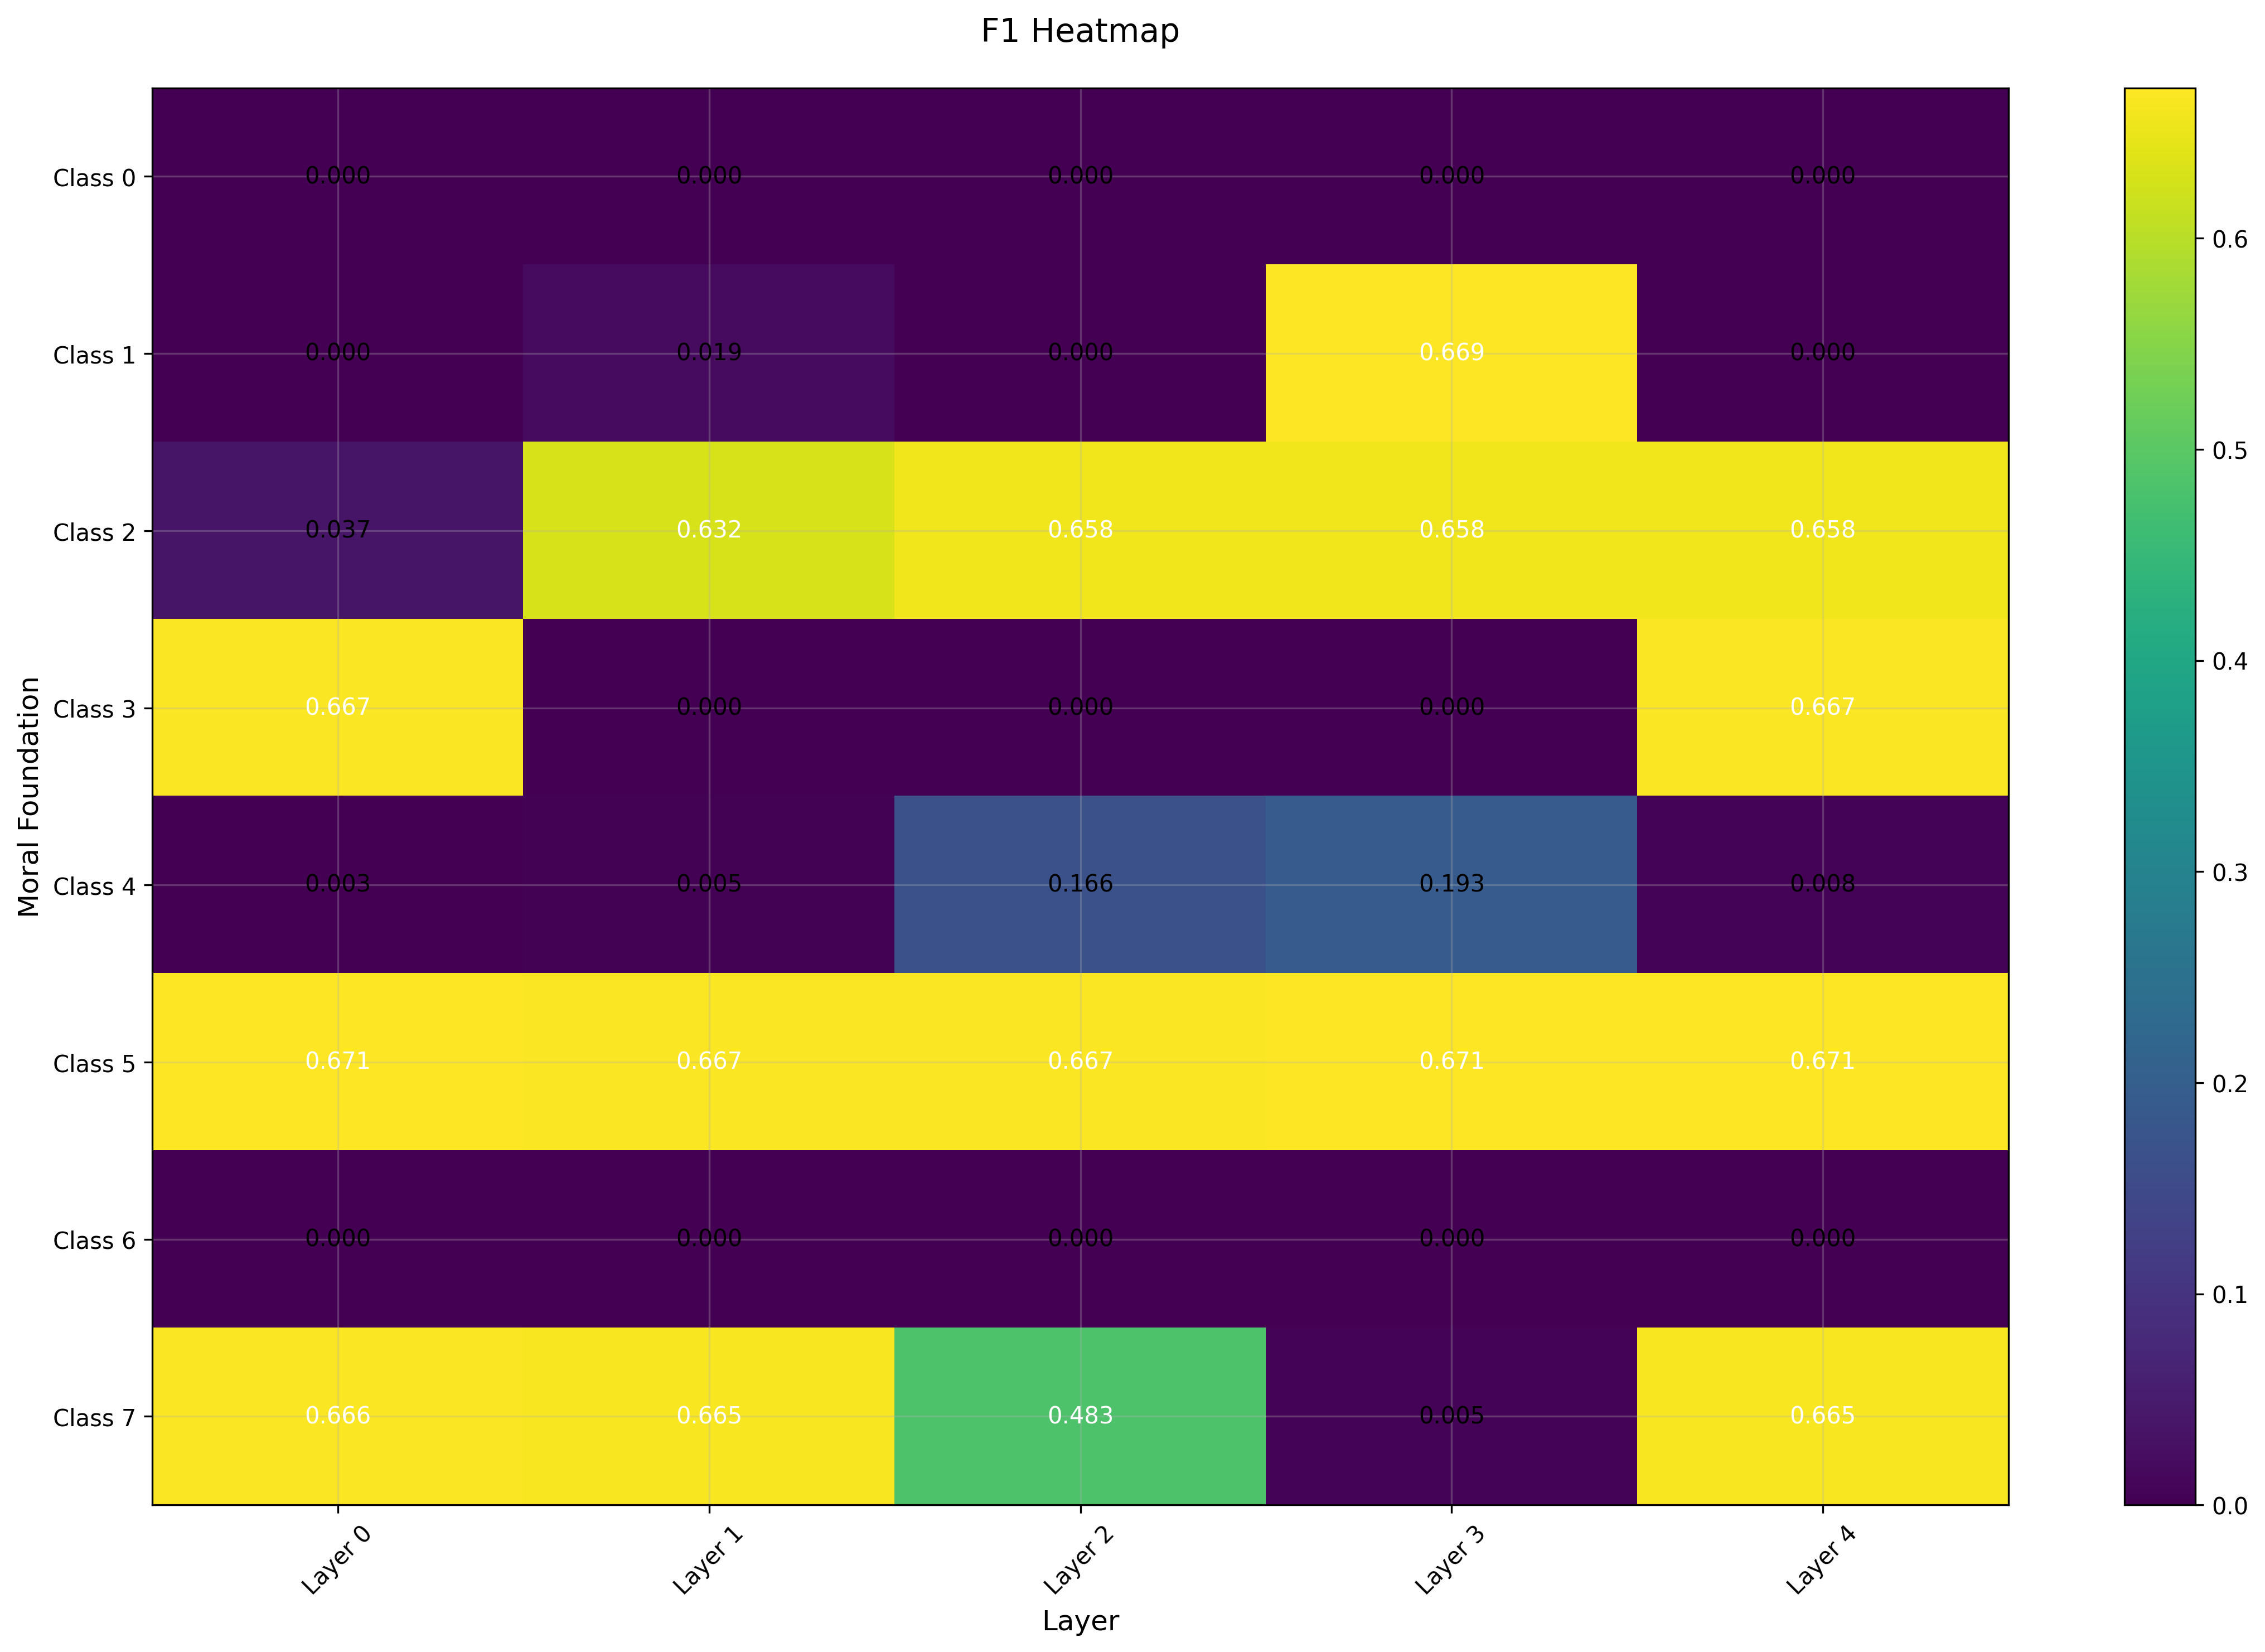 F1 Heatmap
Class 0 0.000 0.000 0.000 0.000 0.000
Class 1 0.000 0.019 0.000 0.669 0.000
Class 2 0.037 0.632 0.658 0.658 0.658
Class 3 0.667 0.000 0.000 0.000 0.667
Class 4 0.003 0.005 0.166 0.193 0.008
Class 5 0.671 0.667 0.667 0.671 0.671
Class 6 0.000 0.000 0.000 0.000 0.000
Class 7 0.666 0.665 0.483 0.005 0.665
Layer 0 Layer 1 Layer 2 Layer 3 Layer 4
Layer
Moral Foundation
0.6
0.5
0.4
0.3
0.2
0.1
0.0